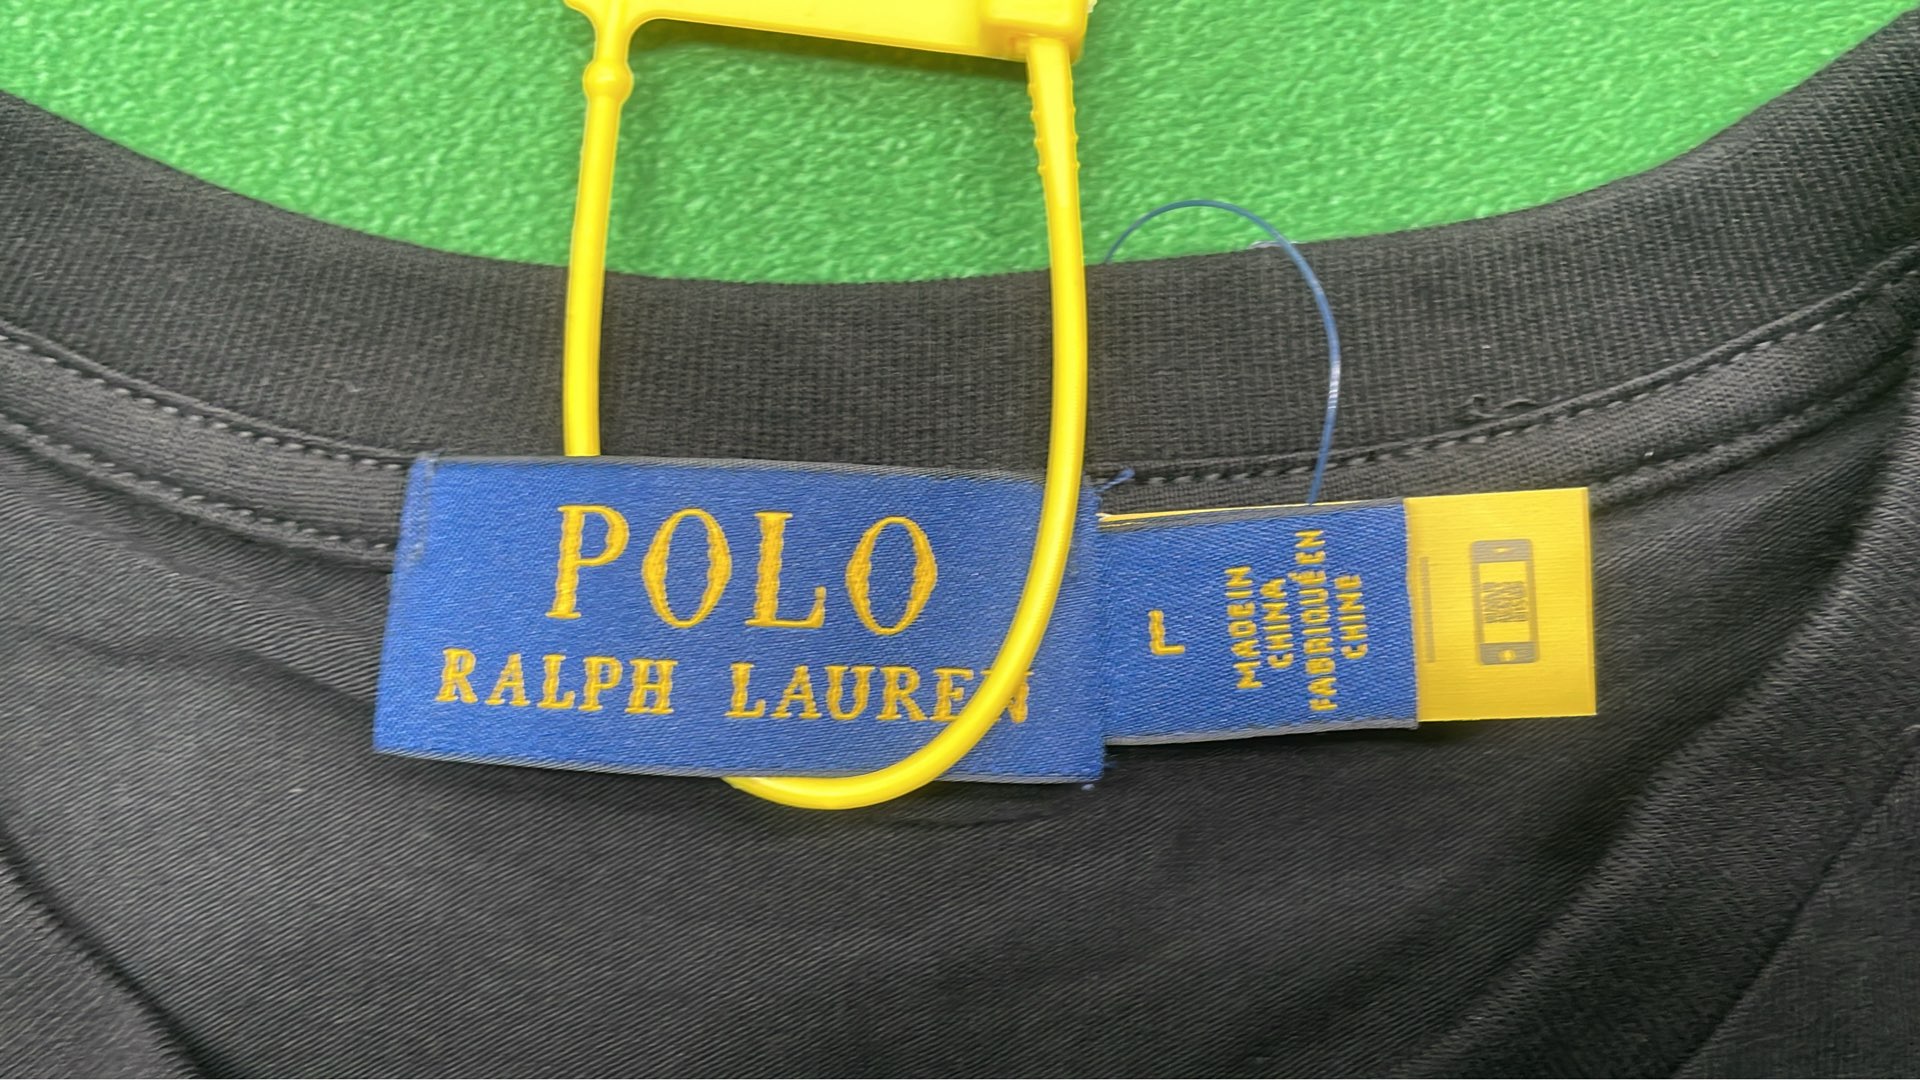 POLO
RALPH LAUREN
L
MADE IN
CHINA
FABRIQUÉ EN
CHINE